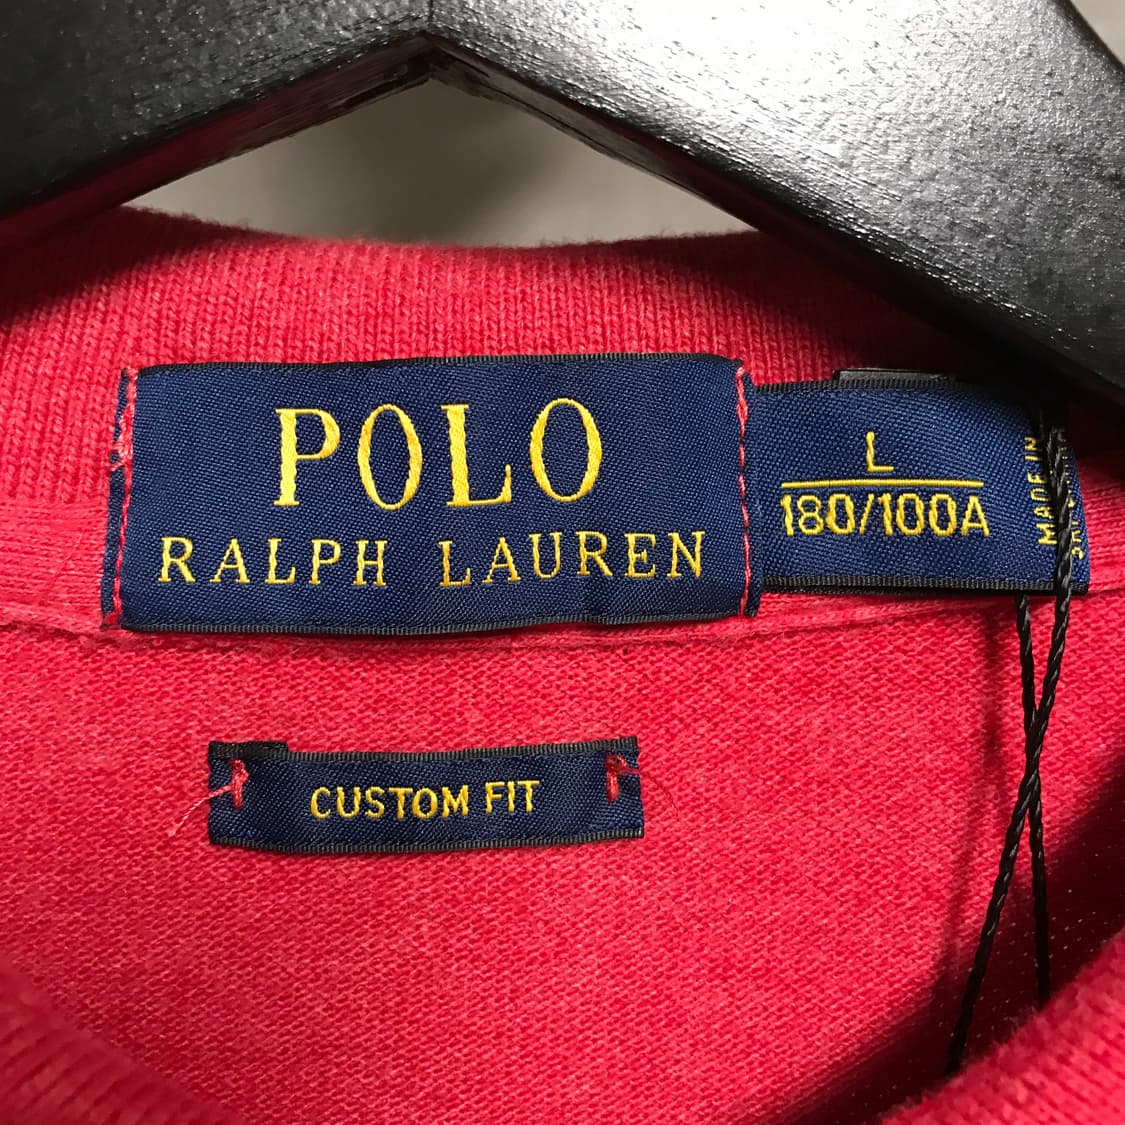 POLO
RALPH LAUREN
L
180/100A
MADE IN
CUSTOM FIT